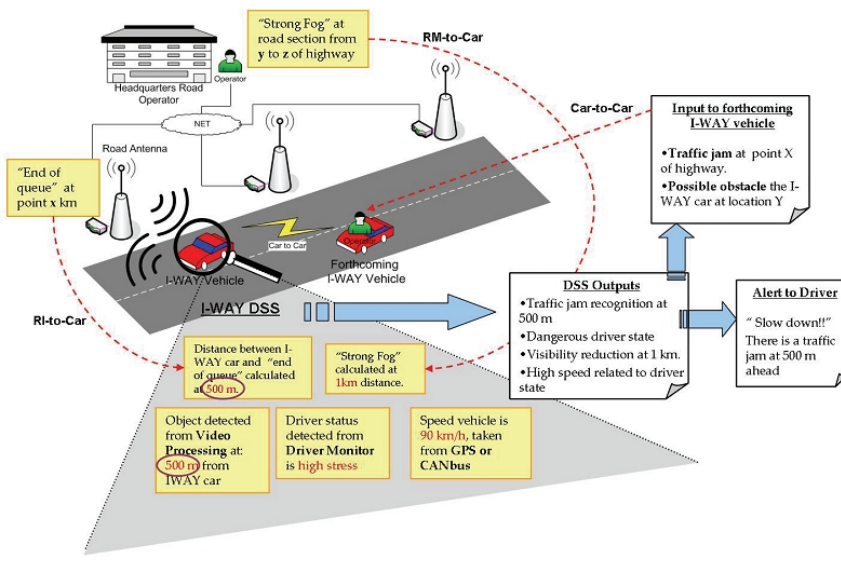 “Strong Fog” at
road section from
y to z of highway
RM-to-Car
Operator
Headquarters Road
Operator
NET
Road Antenna
Car-to-Car
Input to forthcoming
I-WAY vehicle
•Traffic jam at point X
of highway.
•Possible obstacle the I-
WAY car at location Y
“End of
queue” at
point x km
Operator
Car to Car
I-WAY Vehicle
Forthcoming
I-WAY Vehicle
I-WAY DSS
RI-to-Car
DSS Outputs
•Traffic jam recognition at
500 m
•Dangerous driver state
•Visibility reduction at 1 km.
•High speed related to driver
state
Alert to Driver
“ Slow down!!”
There is a traffic
jam at 500 m
ahead
Distance between I-
WAY car and “end
of queue” calculated
at 500 m.
“Strong Fog”
calculated at
1km distance.
Object detected
from Video
Processing at:
500 m from
IWAY car
Driver status
detected from
Driver Monitor
is high stress
Speed vehicle is
90 km/h, taken
from GPS or
CANbus